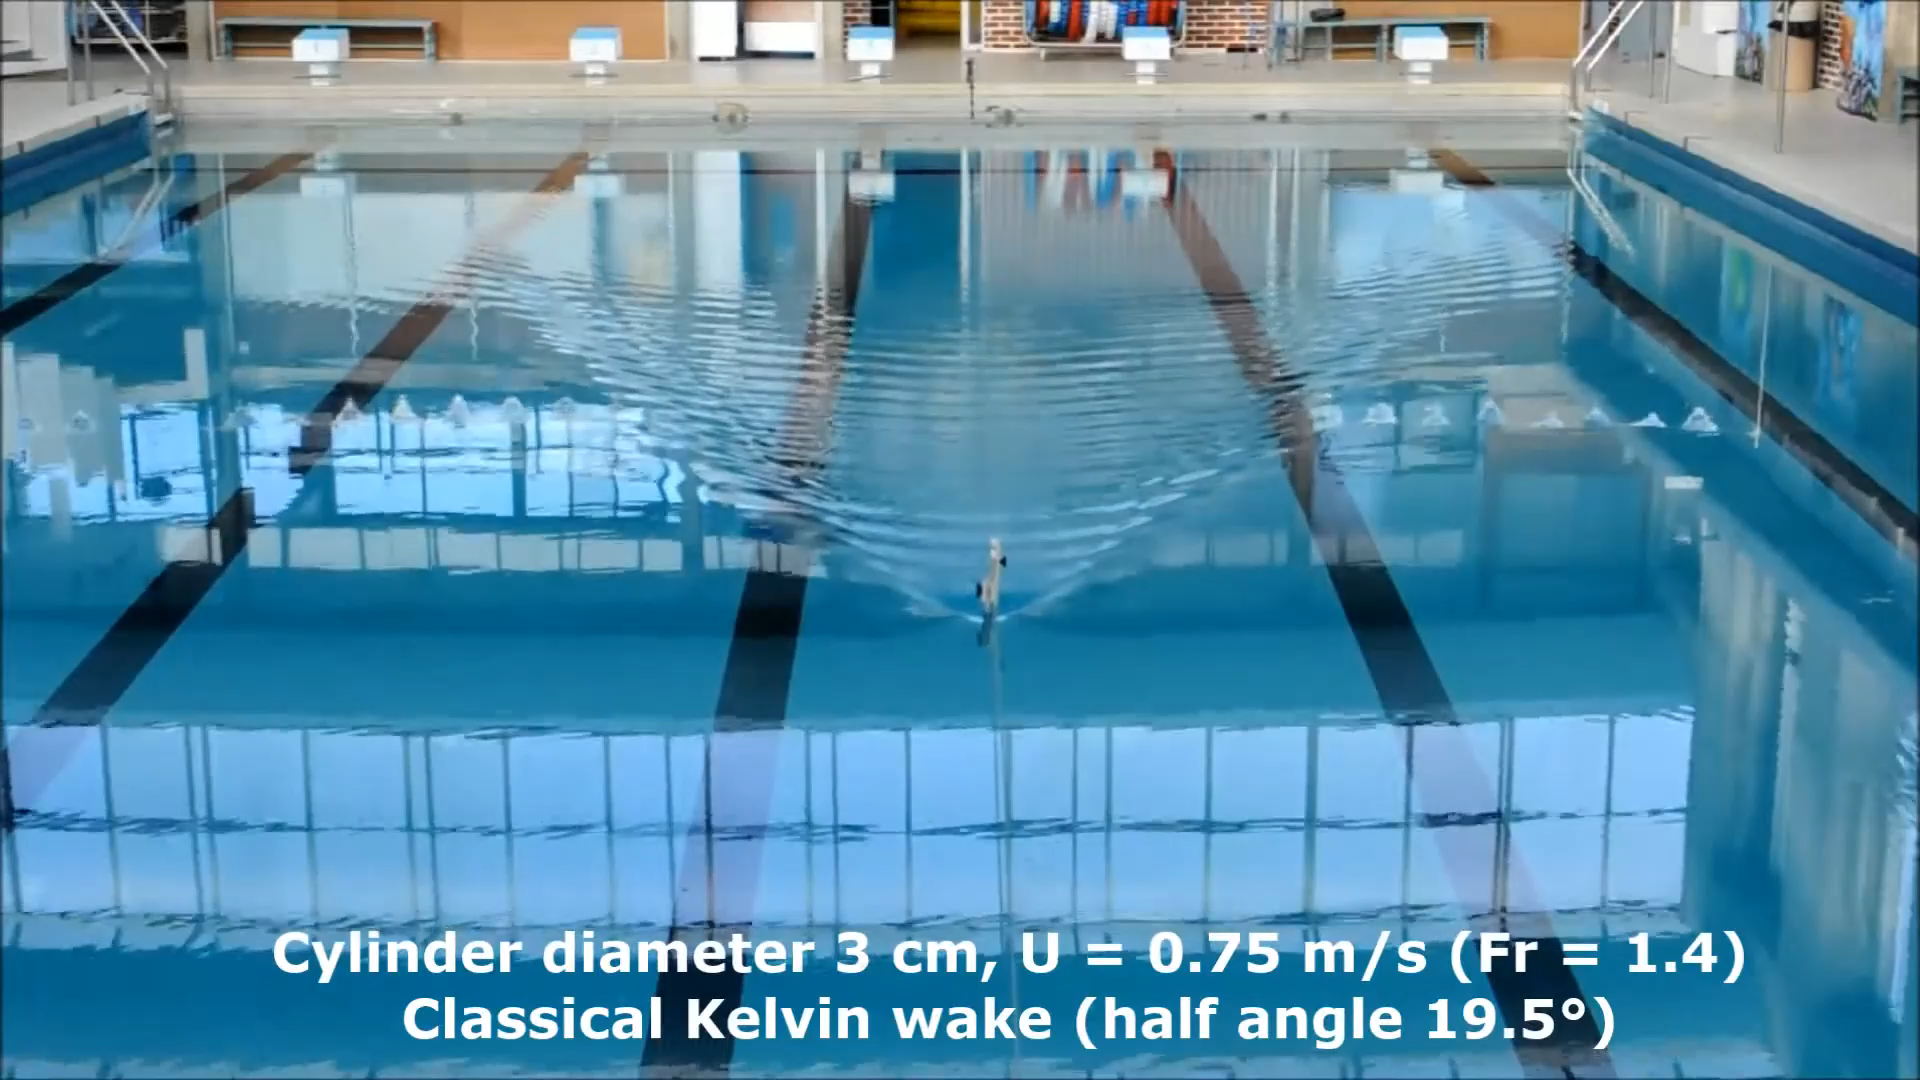 Cylinder diameter 3 cm, U = 0.75 m/s (Fr = 1.4)
Classical Kelvin wake (half angle 19.5°)